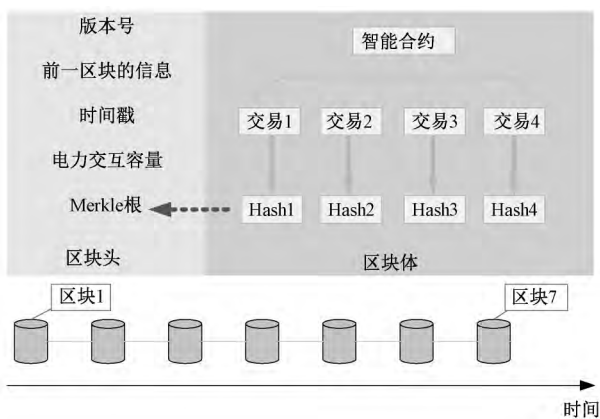 版本号
前一区块的信息
时间戳
电力交互容量
Merkle根
区块头
智能合约
交易1 交易2 交易3 交易4
Hash1 Hash2 Hash3 Hash4
区块体
区块1
区块7
时间